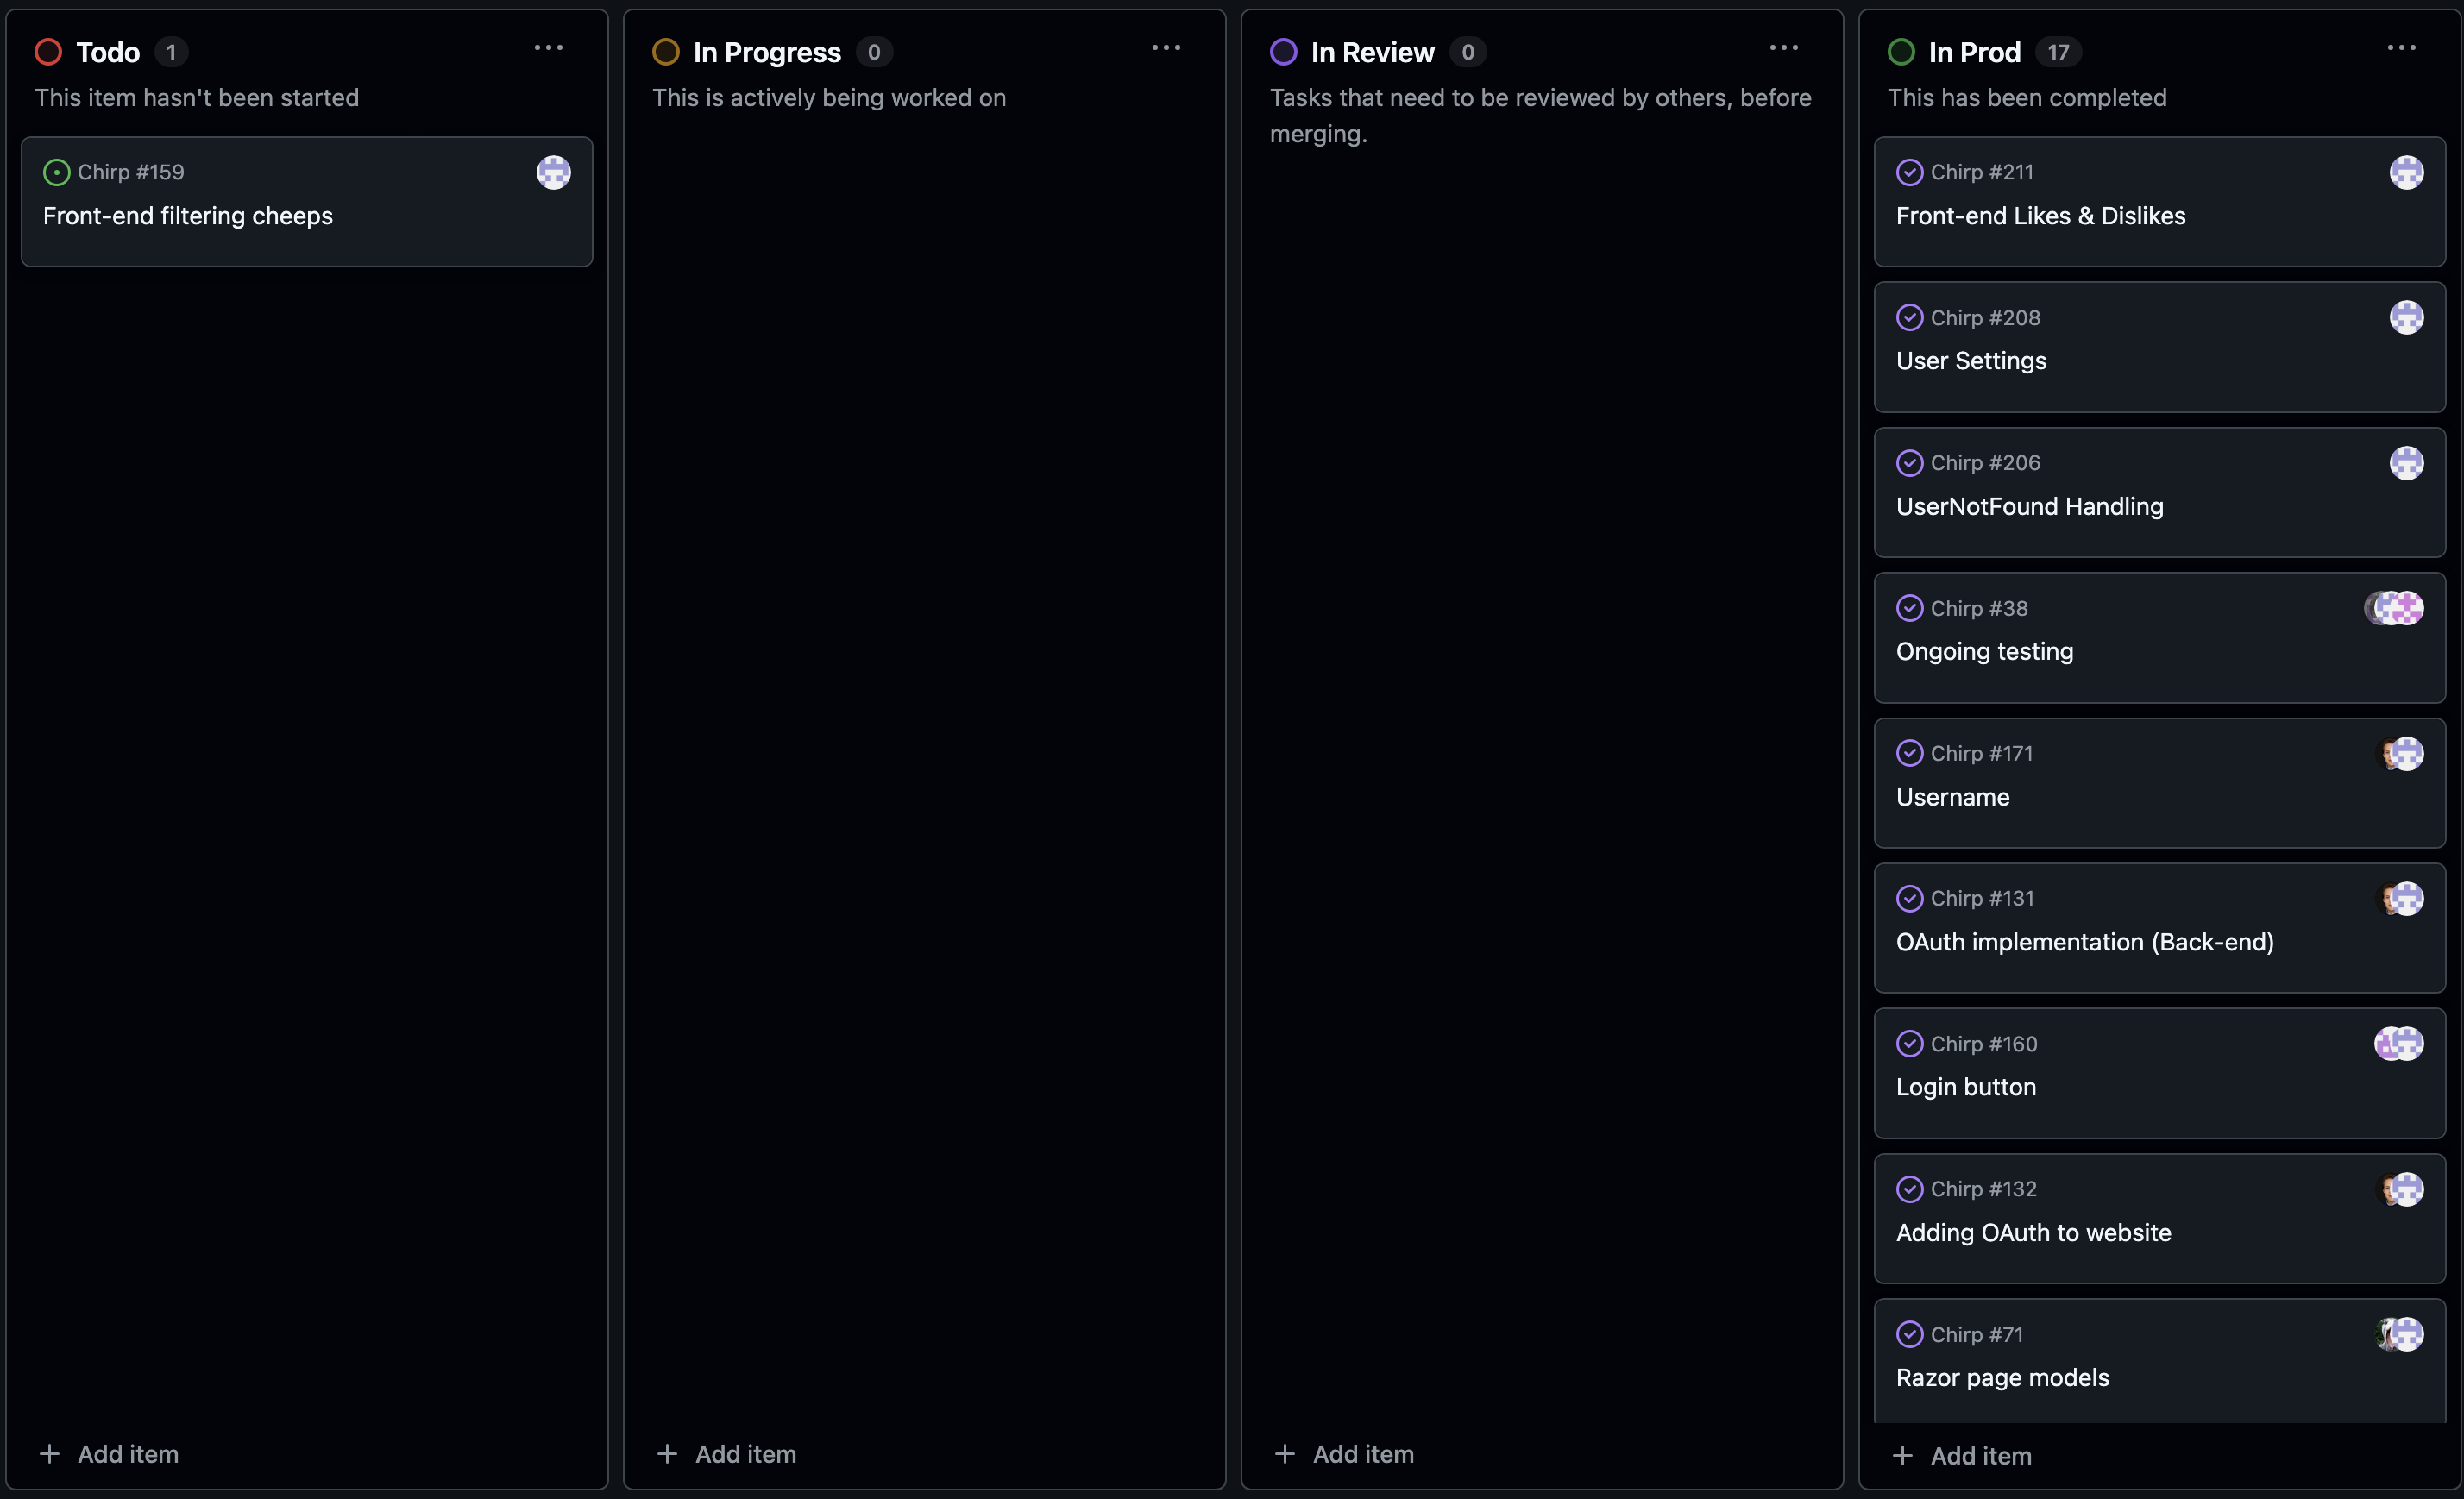 Todo 1
This item hasn't been started
Chirp #159
Front-end filtering cheeps
+ Add item
In Progress 0
This is actively being worked on
+ Add item
In Review 0
Tasks that need to be reviewed by others, before
merging.
+ Add item
In Prod 17
This has been completed
Chirp #211
Front-end Likes & Dislikes
Chirp #208
User Settings
Chirp #206
UserNotFound Handling
Chirp #38
Ongoing testing
Chirp #171
Username
Chirp #131
OAuth implementation (Back-end)
Chirp #160
Login button
Chirp #132
Adding OAuth to website
Chirp #71
Razor page models
+ Add item